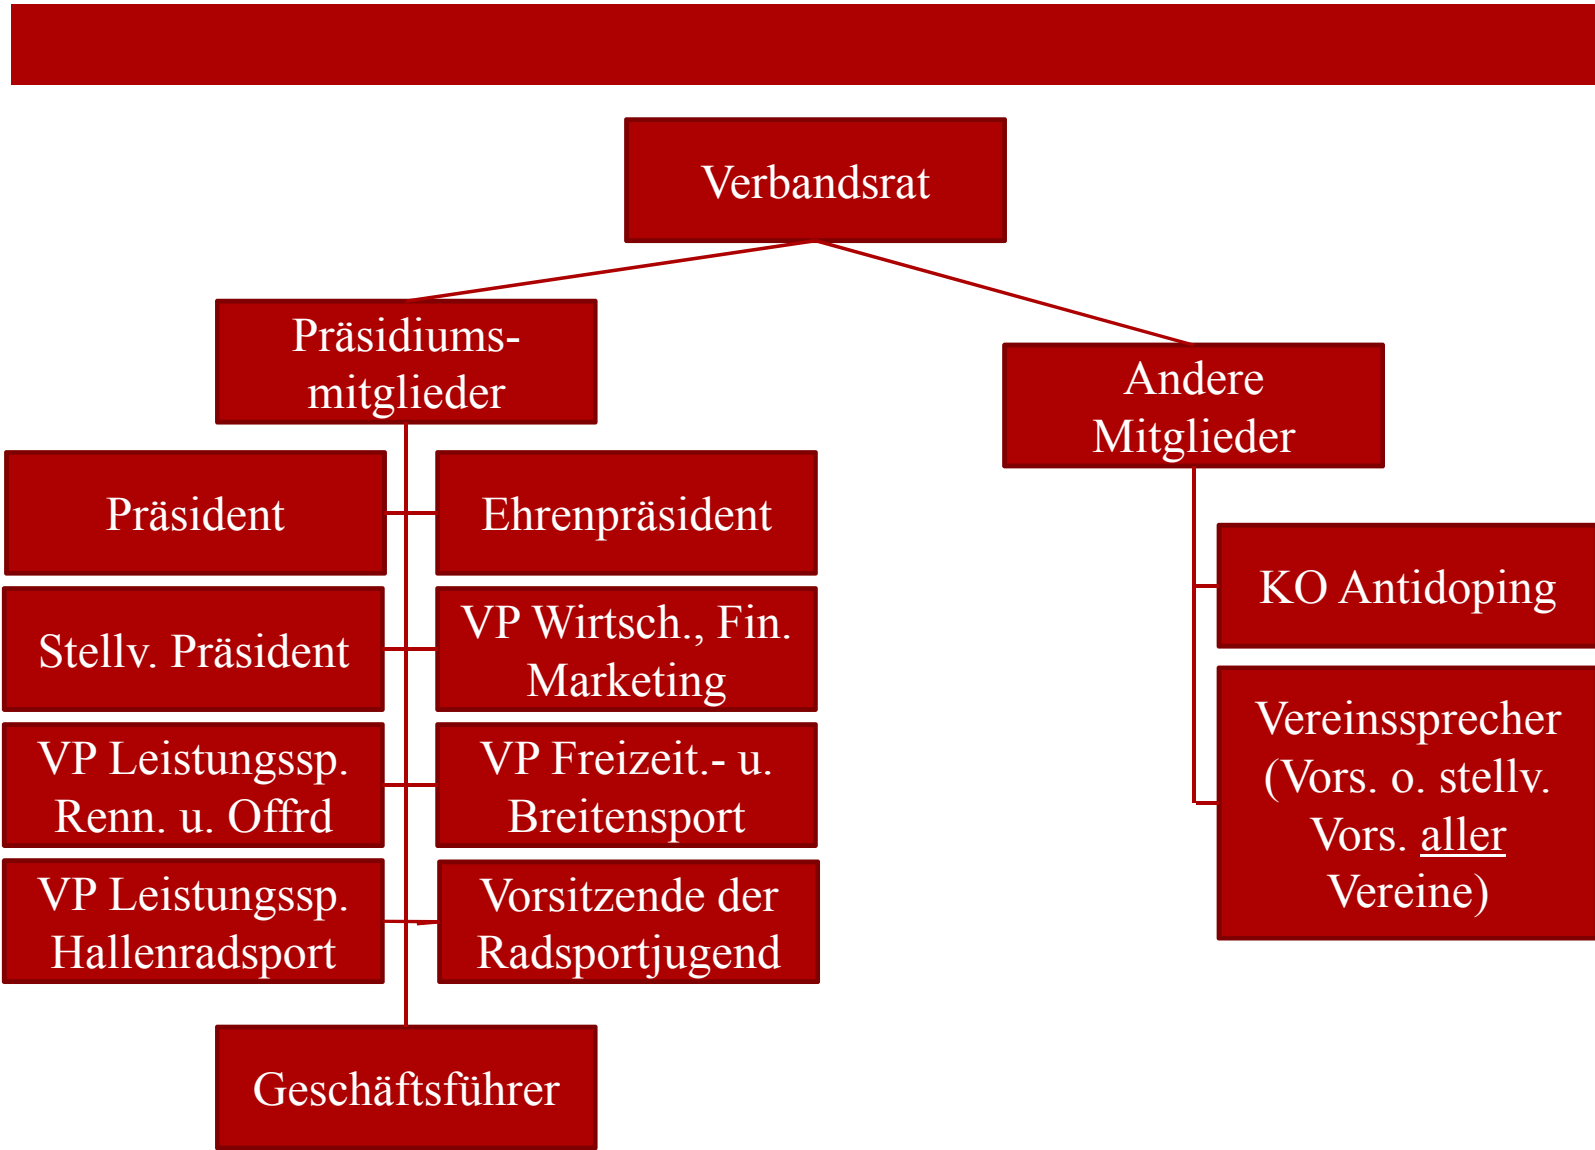 Verbandsrat
Präsidiums-
mitglieder
Andere
Mitglieder
Präsident
Ehrenpräsident
Stellv. Präsident
VP Wirtsch., Fin.
Marketing
VP Leistungssp.
Renn. u. Offrd
VP Freizeit.- u.
Breitensport
VP Leistungssp.
Hallenradsport
Vorsitzende der
Radsportjugend
Geschäftsführer
KO Antidoping
Vereinssprecher
(Vors. o. stellv.
Vors. aller
Vereine)